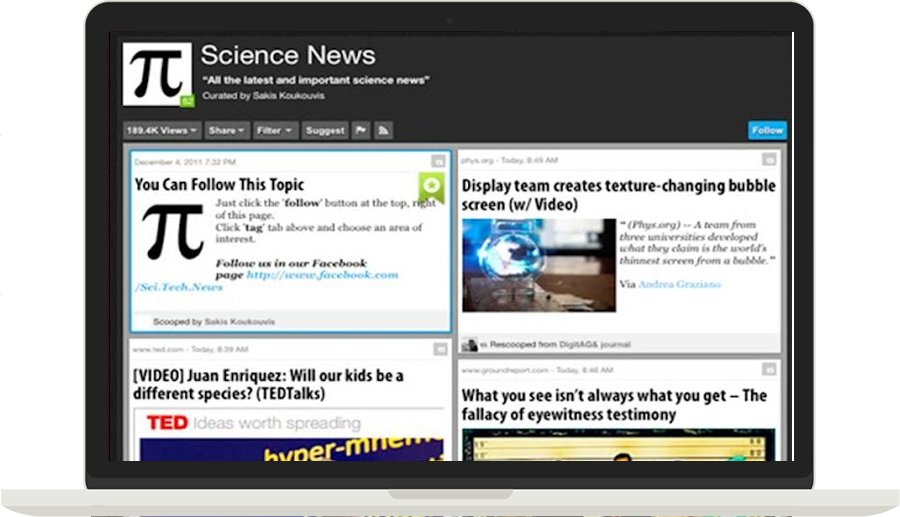 π
62
Science News
“All the latest and important science news”
Curated by Sakis Koukouvis
189.4K Views
Share
Filter
Suggest
Follow
December 4, 2011 7:32 PM
You Can Follow This Topic
π
Just click the 'follow' button at the top, right
of this page.
Click 'tag' tab above and choose an area of
interest.
Follow us in our Facebook
page http://www.facebook.com
/Sci.Tech.News
Scooped by Sakis Koukouvis
phys.org - Today, 8:49 AM
Display team creates texture-changing bubble
screen (w/ Video)
“ (Phys.org) -- A team from
three universities developed
what they claim is the world's
thinnest screen from a bubble.”
Via Andrea Graziano
Rescooped from DigitAG& journal
www.ted.com - Today, 8:39 AM
[VIDEO] Juan Enriquez: Will our kids be a
different species? (TEDTalks)
TED Ideas worth spreading
hyper-mnemo
www.groundreport.com - Today, 8:46 AM
What you see isn’t always what you get – The
fallacy of eyewitness testimony